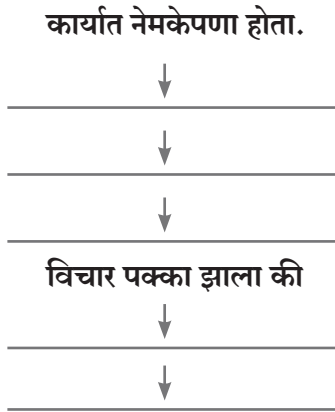 कार्यात नेमकेपणा होता.
विचार पक्का झाला की